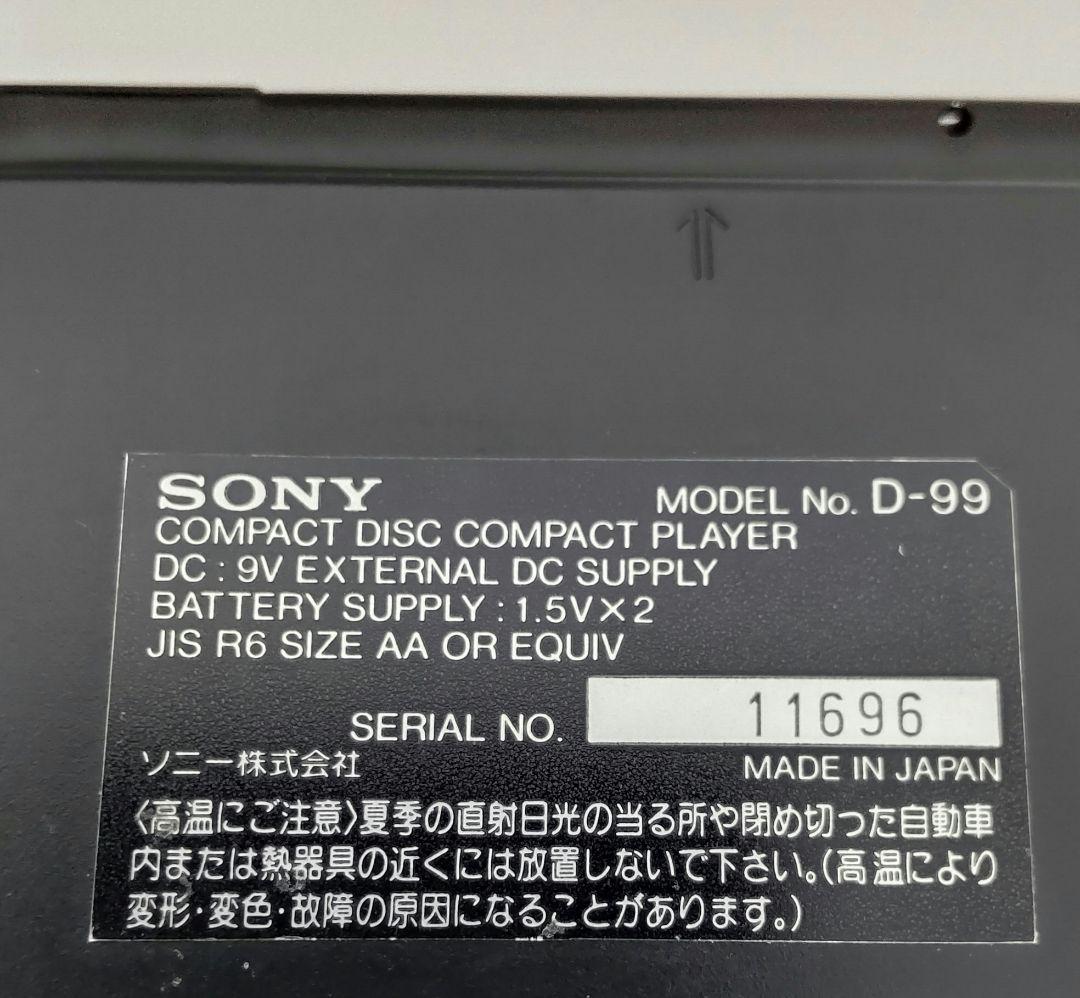 SONY MODEL No. D-99
COMPACT DISC COMPACT PLAYER
DC : 9V EXTERNAL DC SUPPLY
BATTERY SUPPLY : 1.5V×2
JIS R6 SIZE AA OR EQUIV
SERIAL NO. 11696
ソニー株式会社 MADE IN JAPAN
〈高温にご注意〉夏季の直射日光の当る所や閉め切った自動車
内または熱器具の近くには放置しないで下さい。(高温により
変形・変色・故障の原因になることがあります。)